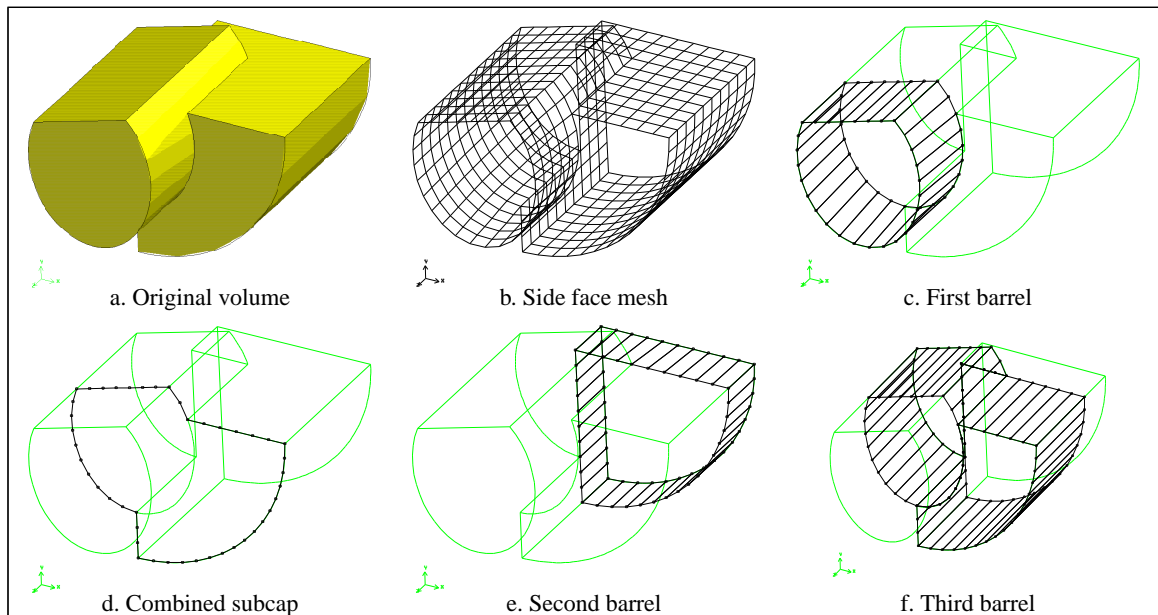 a. Original volume
b. Side face mesh
c. First barrel
d. Combined subcap
e. Second barrel
f. Third barrel